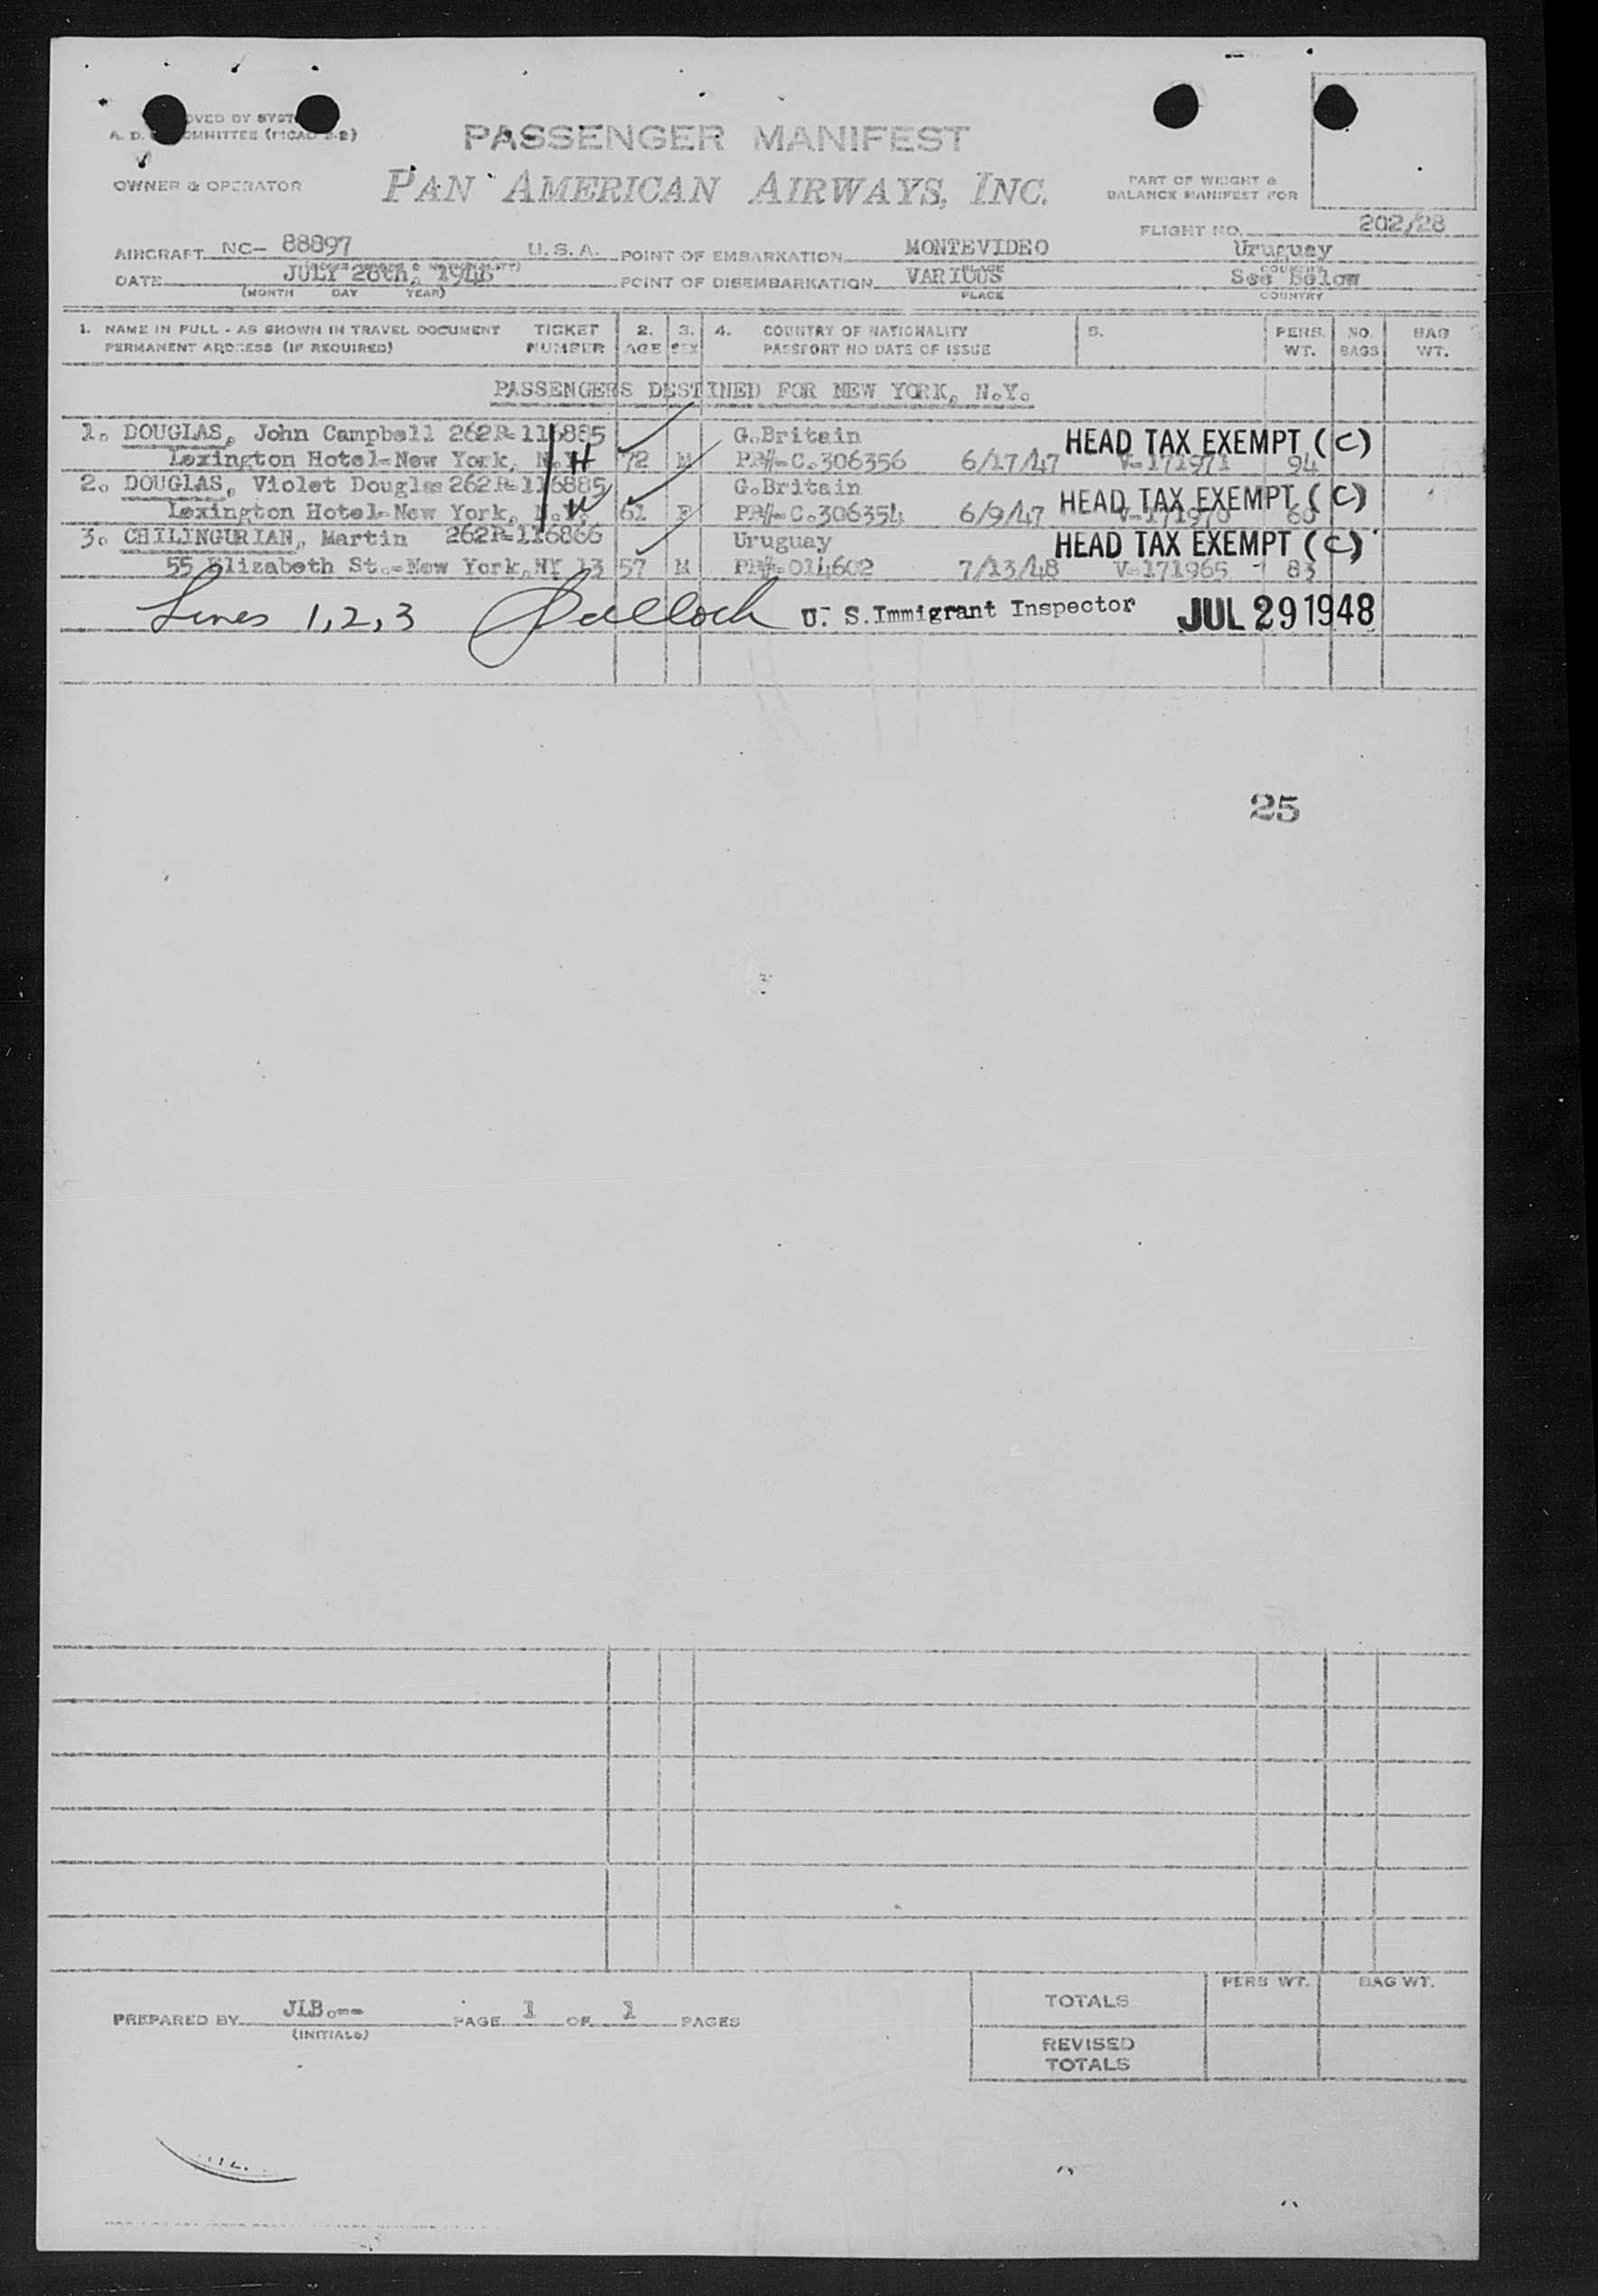 PASSENGER MANIFEST
OWNER & OPERATOR
PAN AMERICAN AIRWAYS, INC.
PART OF WEIGHT &
BALANCE MANIFEST FOR
FLIGHT NO. 202/28
AIRCRAFT NC- 88897 U.S.A. POINT OF EMBARKATION MONTEVIDEO Uruguay
DATE JULY 28th, 1948 POINT OF DISEMBARKATION VARIOUS See below
(MONTH DAY YEAR) PLACE COUNTRY
1. NAME IN FULL - AS SHOWN IN TRAVEL DOCUMENT TICKET 2. 3. 4. COUNTRY OF NATIONALITY 5. PERS. NO. BAG
PERMANENT ADDRESS (IF REQUIRED) NUMBER AGE SEX PASSPORT NO DATE OF ISSUE WT. BAGS WT.
PASSENGERS DESTINED FOR NEW YORK, N.Y.
1. DOUGLAS, John Campbell 262R-116885 G.Britain HEAD TAX EXEMPT (C)
Lexington Hotel-New York, N.Y. H 72 M PP#-C.306356 6/17/47 V-171971 94
2. DOUGLAS, Violet Douglas 262R-116885 G.Britain HEAD TAX EXEMPT (C)
Lexington Hotel-New York, N.Y. 61 F PP#-C.306354 6/9/47 V-171970 60
3. CHILINGURIAN, Martin 262R-116866 Uruguay HEAD TAX EXEMPT (C)
55 Elizabeth St.-New York, NY 13 57 M PP#-014602 7/13/48 V-171965 83
Lines 1,2,3 U. S. Immigrant Inspector JUL 29 1948
25
PERS WT. BAG WT.
TOTALS
PREPARED BY JLB.-- PAGE 1 OF 1 PAGES
(INITIALS)
REVISED
TOTALS